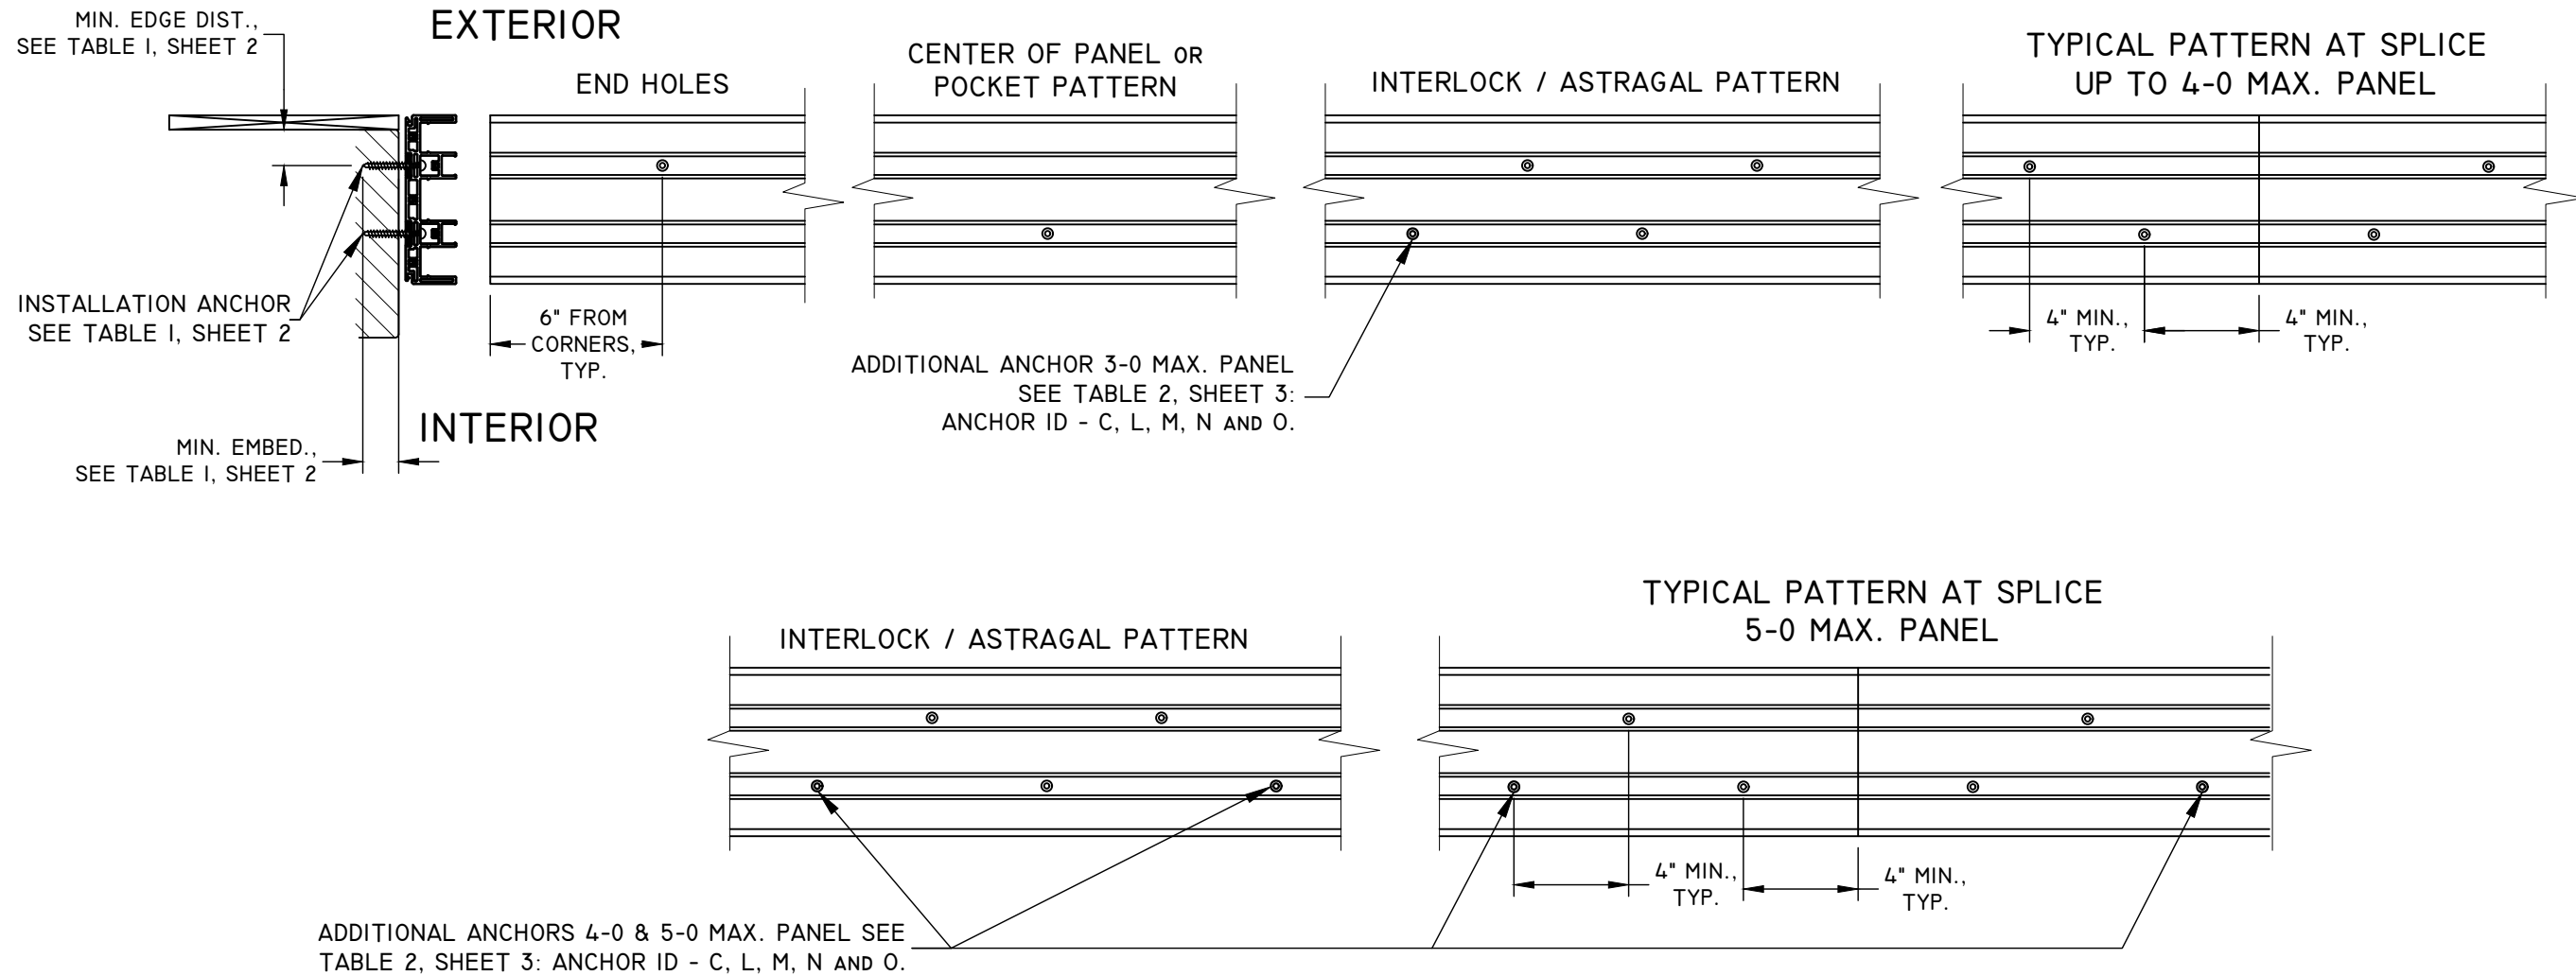 MIN. EDGE DIST.,
SEE TABLE 1, SHEET 2
EXTERIOR
END HOLES
CENTER OF PANEL OR
POCKET PATTERN
INTERLOCK / ASTRAGAL PATTERN
TYPICAL PATTERN AT SPLICE
UP TO 4-0 MAX. PANEL
INSTALLATION ANCHOR
SEE TABLE 1, SHEET 2
6" FROM
CORNERS,
TYP.
4" MIN.,
TYP.
4" MIN.,
TYP.
ADDITIONAL ANCHOR 3-0 MAX. PANEL
SEE TABLE 2, SHEET 3:
ANCHOR ID - C, L, M, N AND O.
INTERIOR
MIN. EMBED.,
SEE TABLE 1, SHEET 2
INTERLOCK / ASTRAGAL PATTERN
TYPICAL PATTERN AT SPLICE
5-0 MAX. PANEL
4" MIN.,
TYP.
4" MIN.,
TYP.
ADDITIONAL ANCHORS 4-0 & 5-0 MAX. PANEL SEE
TABLE 2, SHEET 3: ANCHOR ID - C, L, M, N AND O.